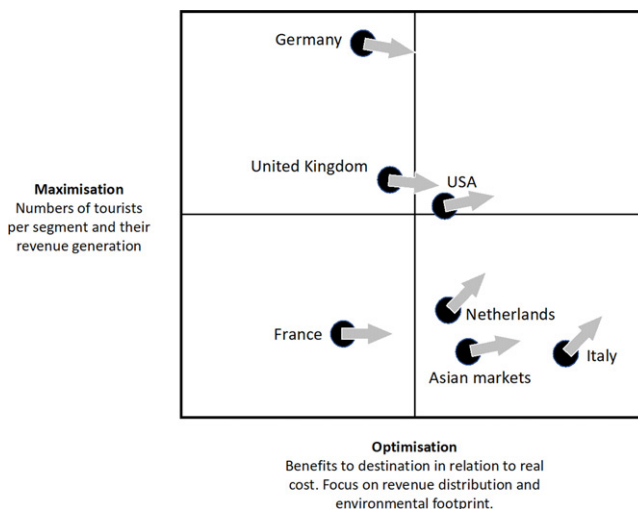 Germany
United Kingdom
USA
Maximisation
Numbers of tourists
per segment and their
revenue generation
Netherlands
France
Italy
Asian markets
Optimisation
Benefits to destination in relation to real
cost. Focus on revenue distribution and
environmental footprint.